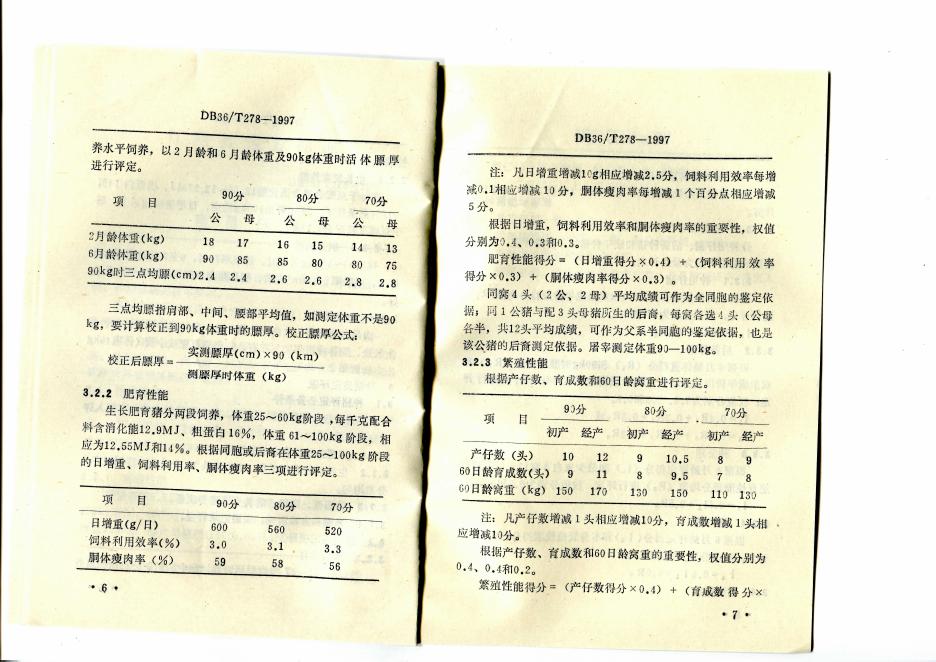 DB36/T278—1997
养水平饲养，以2月龄和6月龄体重及90kg体重时活体膘厚
进行评定。
项 目 90分 80分 70分
公 母 公 母 公 母
2月龄体重(kg) 18 17 16 15 14 13
6月龄体重(kg) 90 85 85 80 80 75
90kg时三点均膘(cm) 2.4 2.4 2.6 2.6 2.8 2.8
三点均膘指肩部、中间、腰部平均值，如测定体重不是90
kg，要计算校正到90kg体重时的膘厚。校正膘厚公式：
校正后膘厚= 实测膘厚(cm)×90（km）
测膘厚时体重（kg）
3.2.2 肥育性能
生长肥育猪分两段饲养，体重25～60kg阶段，每千克配合
料含消化能12.9MJ、粗蛋白16%，体重61～100kg阶段，相
应为12.55MJ和14%。根据同胞或后裔在体重25～100kg阶段
的日增重、饲料利用率、胴体瘦肉率三项进行评定。
项 目 90分 80分 70分
日增重(g/日) 600 560 520
饲料利用效率(%) 3.0 3.1 3.3
胴体瘦肉率（%） 59 58 56
·6·
DB36/T278—1997
注：凡日增重增减10g相应增减2.5分，饲料利用效率每增
减0.1相应增减10分，胴体瘦肉率每增减1个百分点相应增减
5分。
根据日增重，饲料利用效率和胴体瘦肉率的重要性，权值
分别为0.4、0.3和0.3。
肥育性能得分=（日增重得分×0.4）+（饲料利用效率
得分×0.3）+（胴体瘦肉率得分×0.3）。
同窝4头（2公、2母）平均成绩可作为全同胞的鉴定依
据；同1公猪与配3头母猪所生的后裔，每窝各选4头（公母
各半，共12头平均成绩，可作为父系半同胞的鉴定依据，也是
该公猪的后裔测定依据。屠宰测定体重90—100kg。
3.2.3 繁殖性能
根据产仔数、育成数和60日龄窝重进行评定。
项 目 90分 80分 70分
初产 经产 初产 经产 初产 经产
产仔数（头） 10 12 9 10.5 8 9
60日龄育成数(头) 9 11 8 9.5 7 8
60日龄窝重（kg） 150 170 130 150 110 130
注：凡产仔数增减1头相应增减10分，育成数增减1头相
应增减10分。
根据产仔数、育成数和60日龄窝重的重要性，权值分别为
0.4、0.4和0.2。
繁殖性能得分=（产仔数得分×0.4）+（育成数得分×
·7·